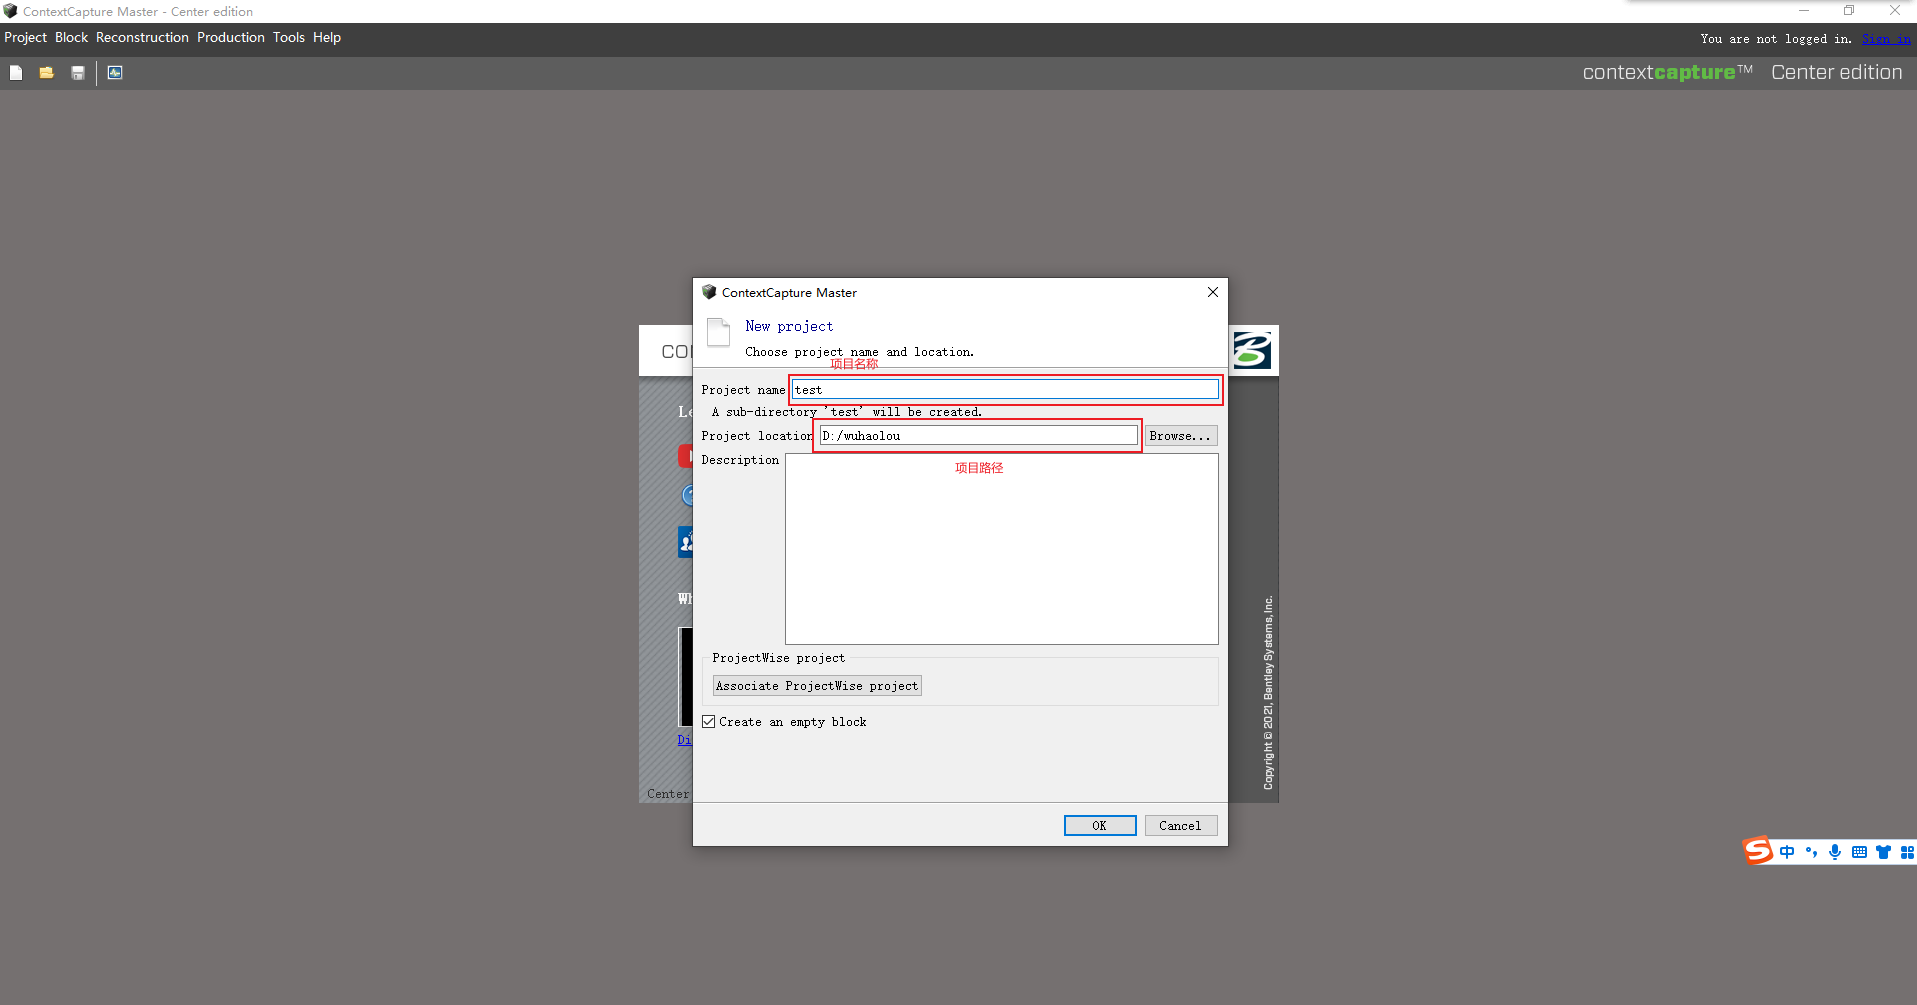 ContextCapture Master - Center edition
Project Block Reconstruction Production Tools Help
You are not logged in. Sign in
contextcapture™ Center edition
ContextCapture Master
New project
Choose project name and location.
项目名称
Project name test
A sub-directory 'test' will be created.
Project location D:/wuhaolou Browse...
Description
项目路径
ProjectWise project
Associate ProjectWise project
Create an empty block
OK Cancel
Di
Center
Copyright © 2021, Bentley Systems, Inc.
中